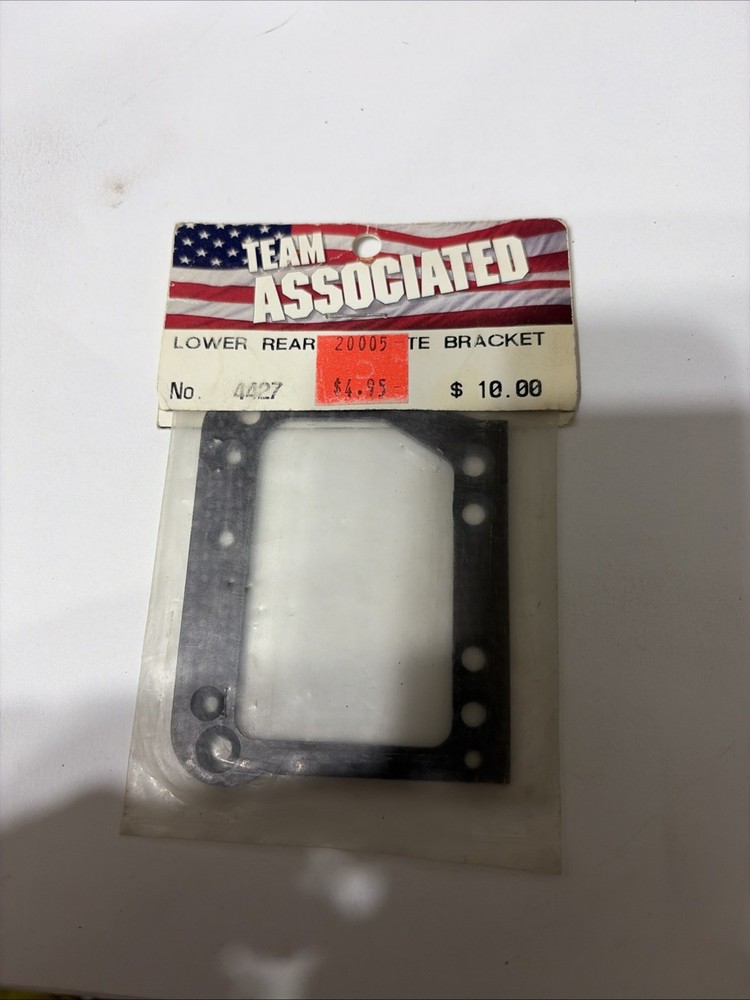 TEAM
ASSOCIATED
LOWER REAR 20005 TE BRACKET
No. 4427 $4.95- $ 10.00